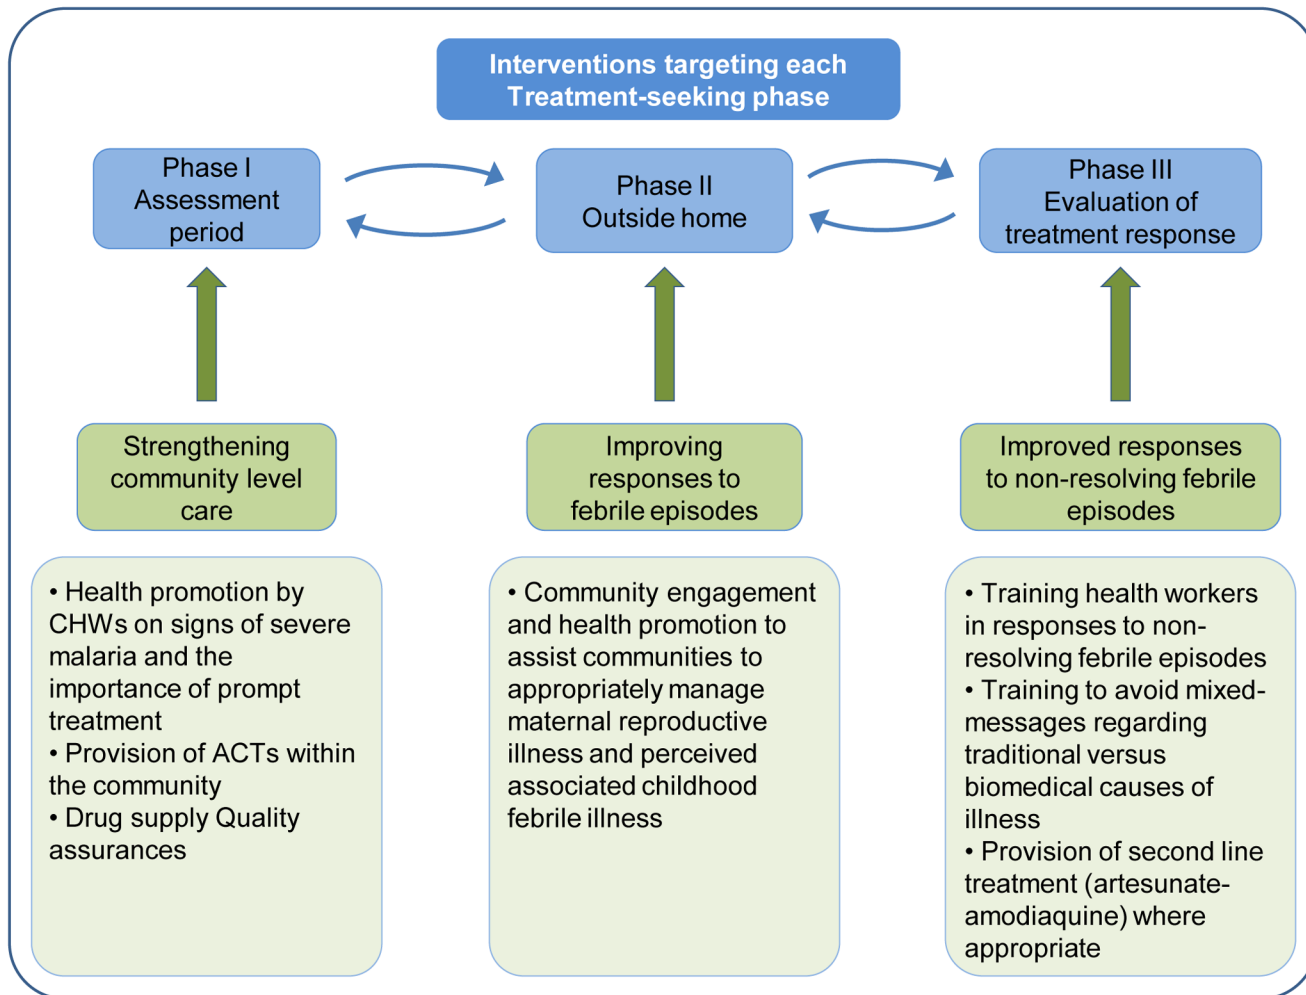 Interventions targeting each
Treatment-seeking phase
Phase I
Assessment
period
Phase II
Outside home
Phase III
Evaluation of
treatment response
Strengthening
community level
care
Improving
responses to
febrile episodes
Improved responses
to non-resolving febrile
episodes
• Health promotion by
CHWs on signs of severe
malaria and the
importance of prompt
treatment
• Provision of ACTs within
the community
• Drug supply Quality
assurances
• Community engagement
and health promotion to
assist communities to
appropriately manage
maternal reproductive
illness and perceived
associated childhood
febrile illness
• Training health workers
in responses to non-
resolving febrile episodes
• Training to avoid mixed-
messages regarding
traditional versus
biomedical causes of
illness
• Provision of second line
treatment (artesunate-
amodiaquine) where
appropriate